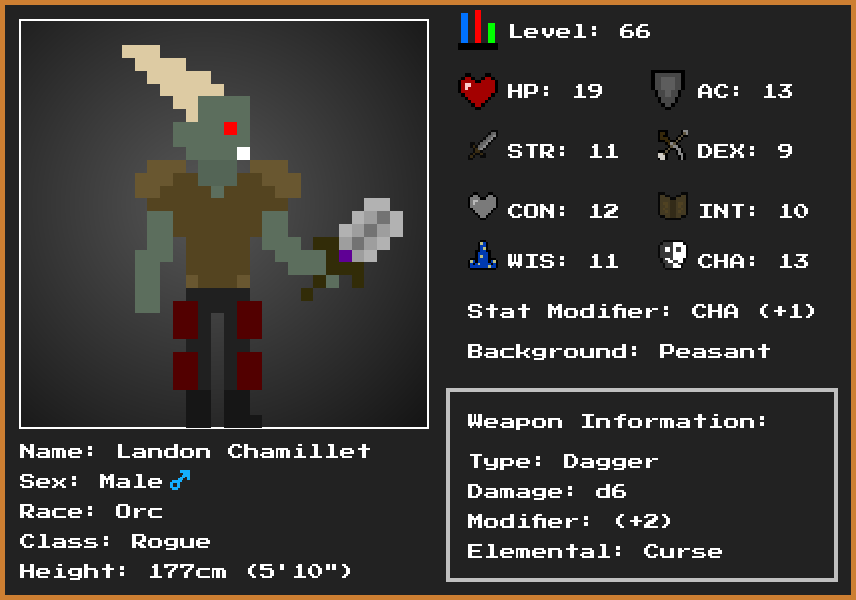 Level: 66
HP: 19 AC: 13
STR: 11 DEX: 9
CON: 12 INT: 10
WIS: 11 CHA: 13
Stat Modifier: CHA (+1)
Background: Peasant
Weapon Information:
Type: Dagger
Damage: d6
Modifier: (+2)
Elemental: Curse
Name: Landon Chamillet
Sex: Male ♂
Race: Orc
Class: Rogue
Height: 177cm (5'10")